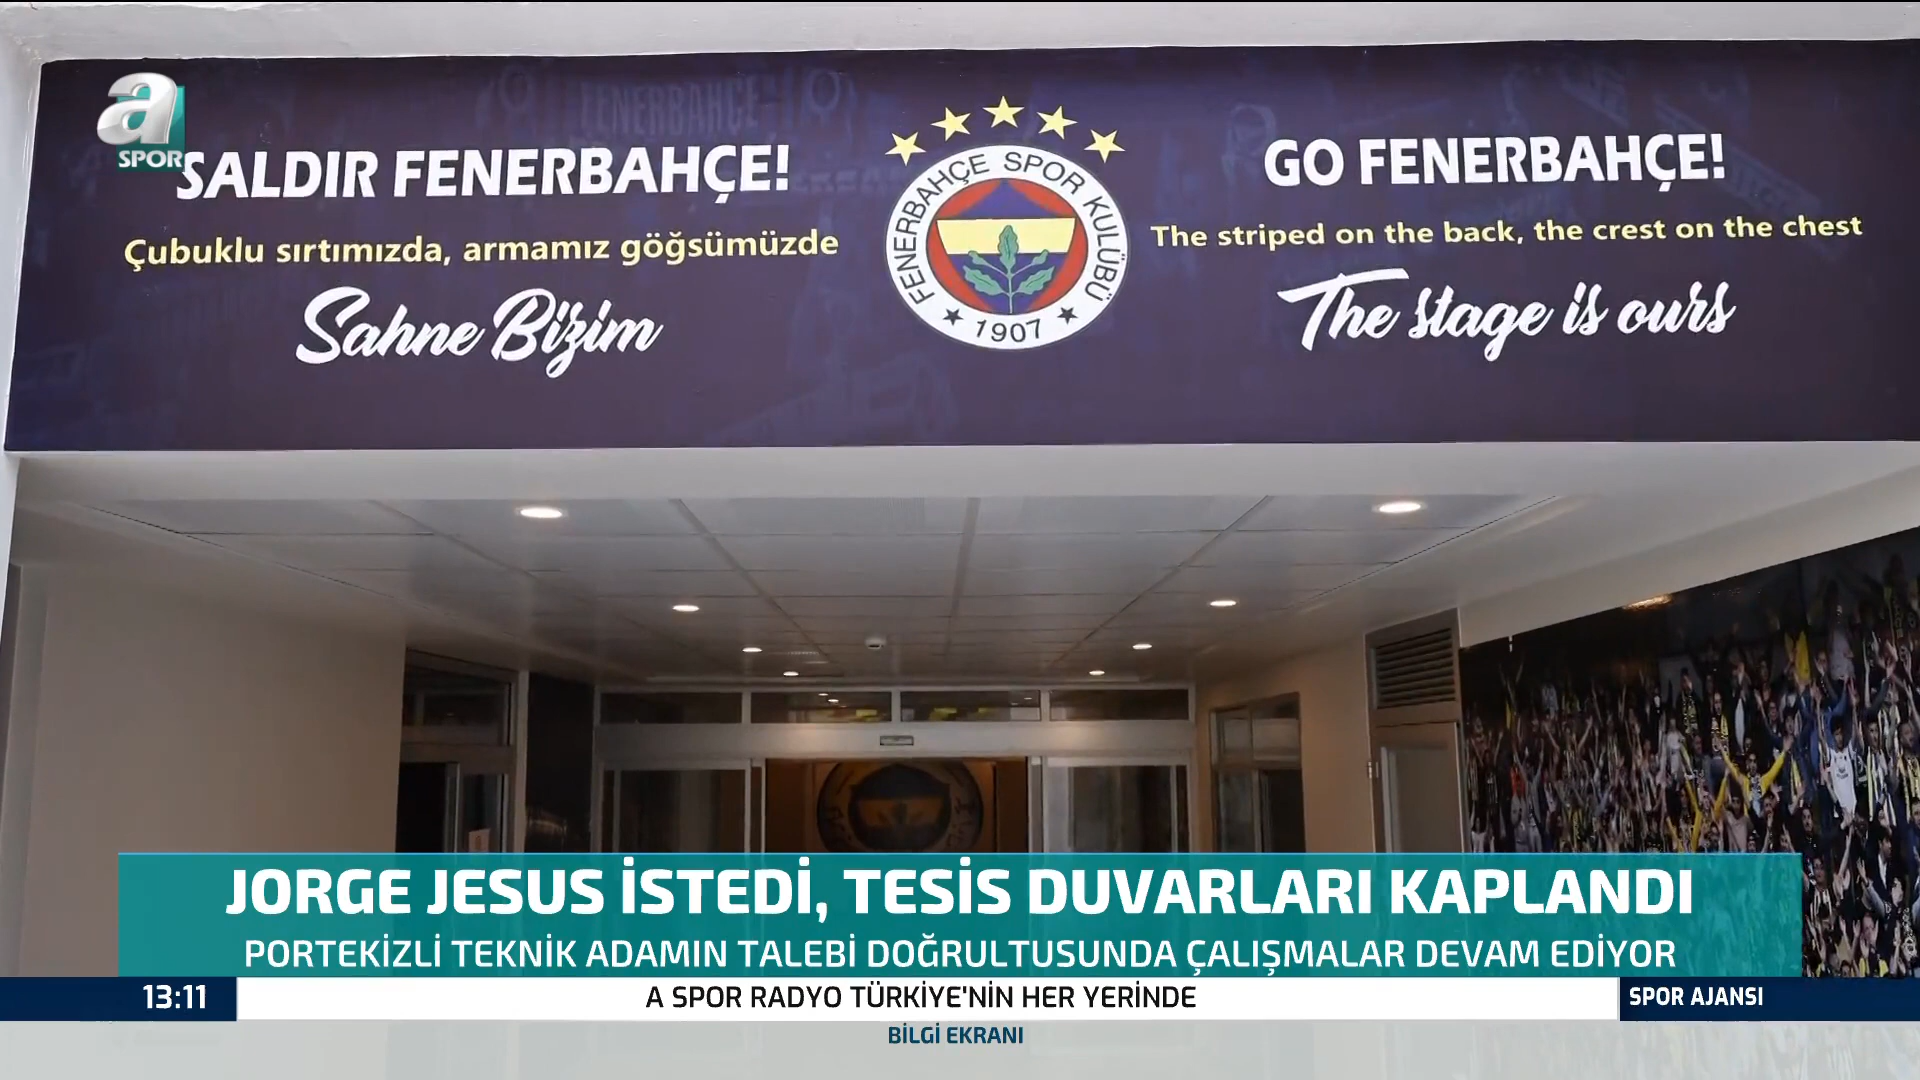 a
SPOR
FENERBAHÇE
SALDIR FENERBAHÇE!
Çubuklu sırtımızda, armamız göğsümüzde
Sahne Bizim
FENERBAHÇE SPOR KULÜBÜ
1907
GO FENERBAHÇE!
The striped on the back, the crest on the chest
The stage is ours
JORGE JESUS İSTEDİ, TESİS DUVARLARI KAPLANDI
PORTEKİZLİ TEKNİK ADAMIN TALEBİ DOĞRULTUSUNDA ÇALIŞMALAR DEVAM EDİYOR
13:11
A SPOR RADYO TÜRKİYE'NİN HER YERİNDE
SPOR AJANSI
BİLGİ EKRANI